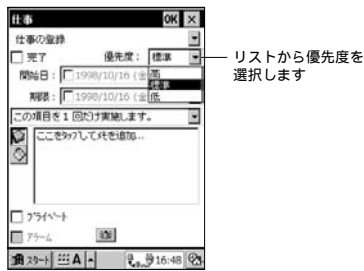 仕事 OK ×
仕事の登録
完了 優先度: 標準
リストから優先度を
選択します
高
開始日: 1998/10/16 (金
標準
期限: 1998/10/16 (金 低
この項目を 1 回だけ実施します。
ここをタップしてメモを追加...
プライベート
アラーム
スタート A 16:48